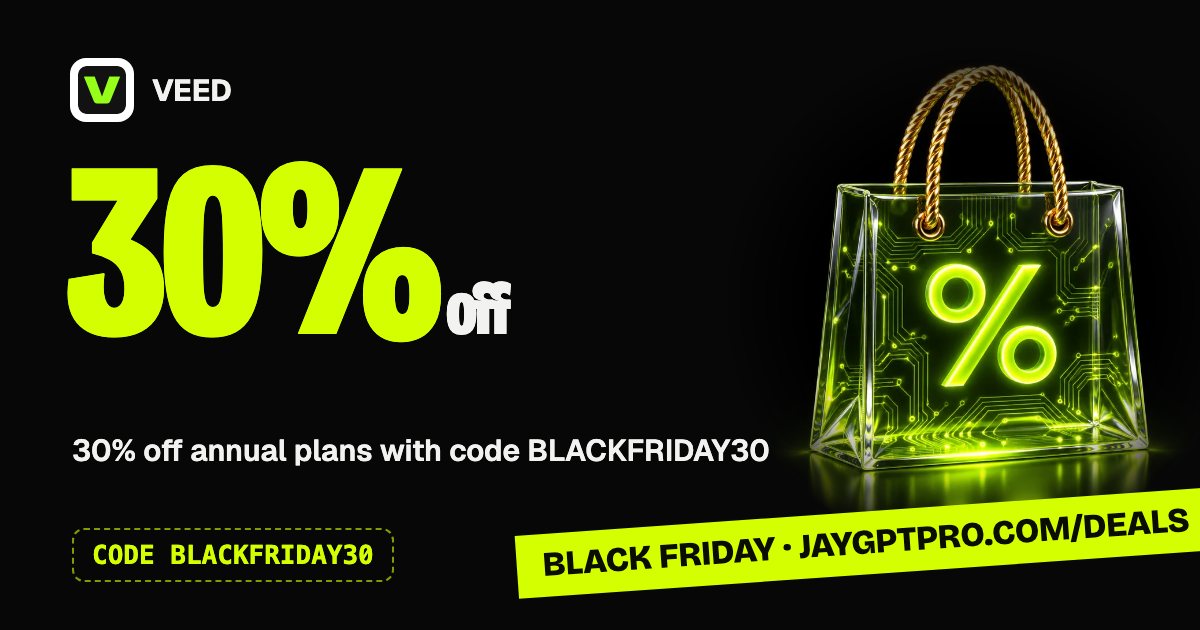 V VEED
30% off
%
30% off annual plans with code BLACKFRIDAY30
CODE BLACKFRIDAY30
BLACK FRIDAY · JAYGPTPRO.COM/DEALS